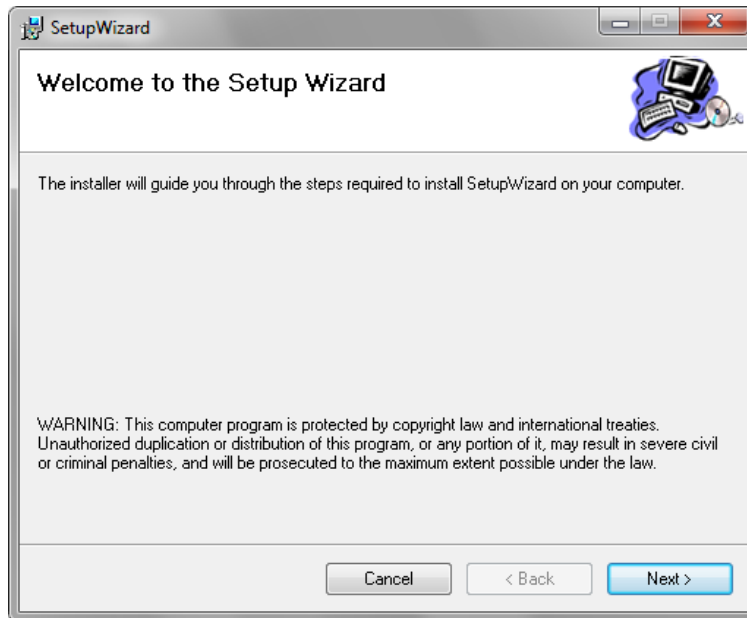 SetupWizard
Welcome to the Setup Wizard
The installer will guide you through the steps required to install SetupWizard on your computer.
WARNING: This computer program is protected by copyright law and international treaties.
Unauthorized duplication or distribution of this program, or any portion of it, may result in severe civil
or criminal penalties, and will be prosecuted to the maximum extent possible under the law.
Cancel < Back Next >